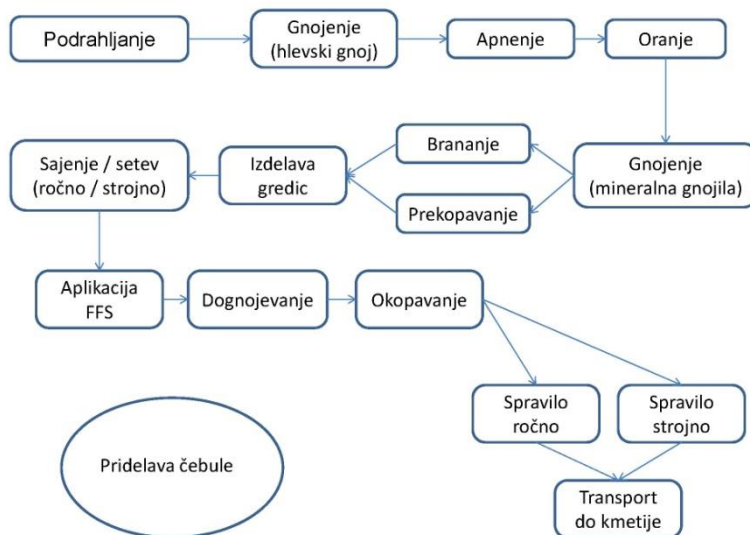 Podrahljanje
Gnojenje
(hlevski gnoj)
Apnenje
Oranje
Gnojenje
(mineralna gnojila)
Brananje
Prekopavanje
Izdelava
gredic
Sajenje / setev
(ročno / strojno)
Aplikacija
FFS
Dognojevanje
Okopavanje
Spravilo
ročno
Spravilo
strojno
Transport
do kmetije
Pridelava čebule